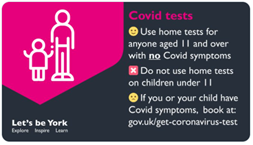 Covid tests
Use home tests for
anyone aged 11 and over
with no Covid symptoms
Do not use home tests
on children under 11
If you or your child have
Covid symptoms, book at:
gov.uk/get-coronavirus-test
Let's be York
Explore Inspire Learn